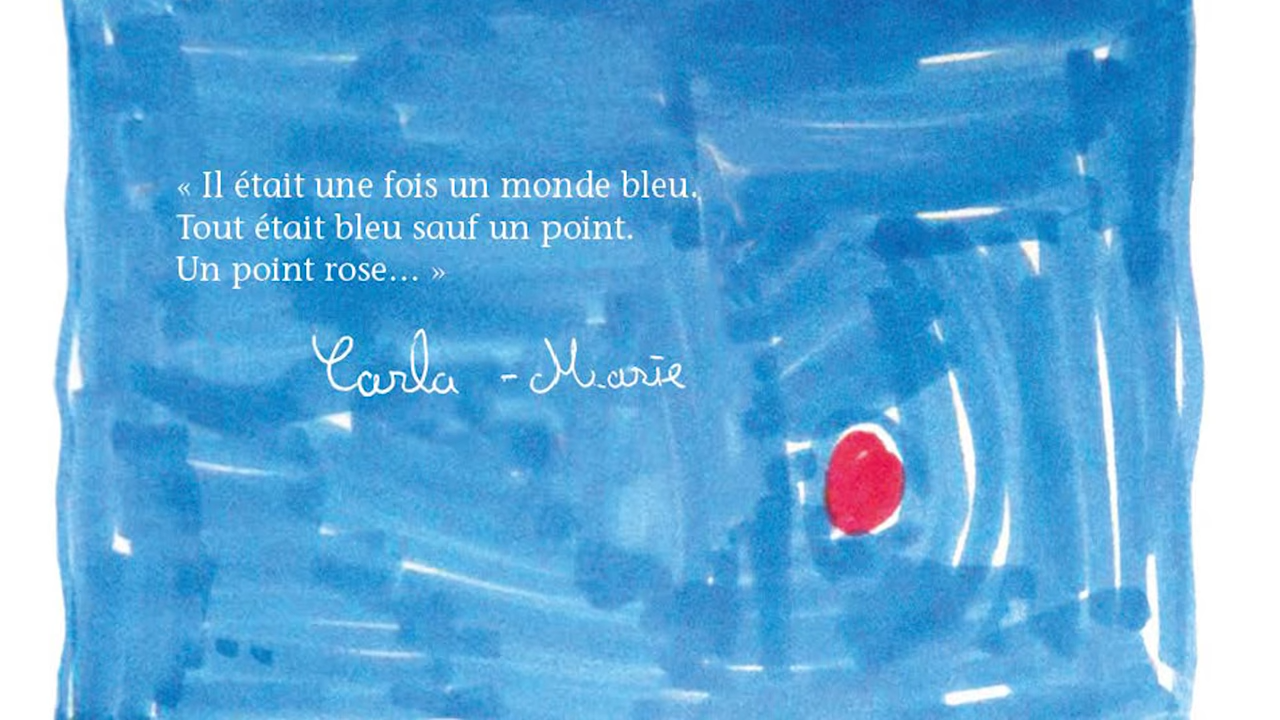 « Il était une fois un monde bleu.
Tout était bleu sauf un point.
Un point rose… »
Carla - Marie